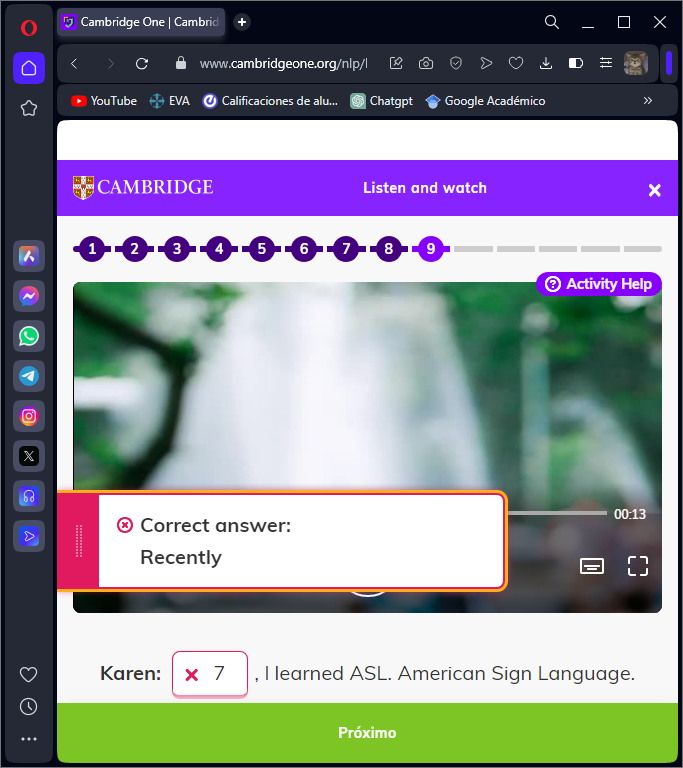 Cambridge One | Cambrid
www.cambridgeone.org/nlp/l
YouTube
EVA
Calificaciones de alu...
Chatgpt
Google Académico
CAMBRIDGE
Listen and watch
1 2 3 4 5 6 7 8 9
Activity Help
Correct answer:
Recently
00:13
Karen: 7 , I learned ASL. American Sign Language.
Próximo